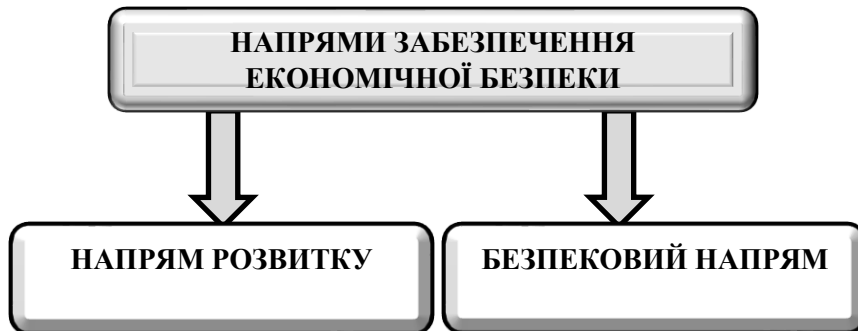 НАПРЯМИ ЗАБЕЗПЕЧЕННЯ
ЕКОНОМІЧНОЇ БЕЗПЕКИ
НАПРЯМ РОЗВИТКУ
БЕЗПЕКОВИЙ НАПРЯМ